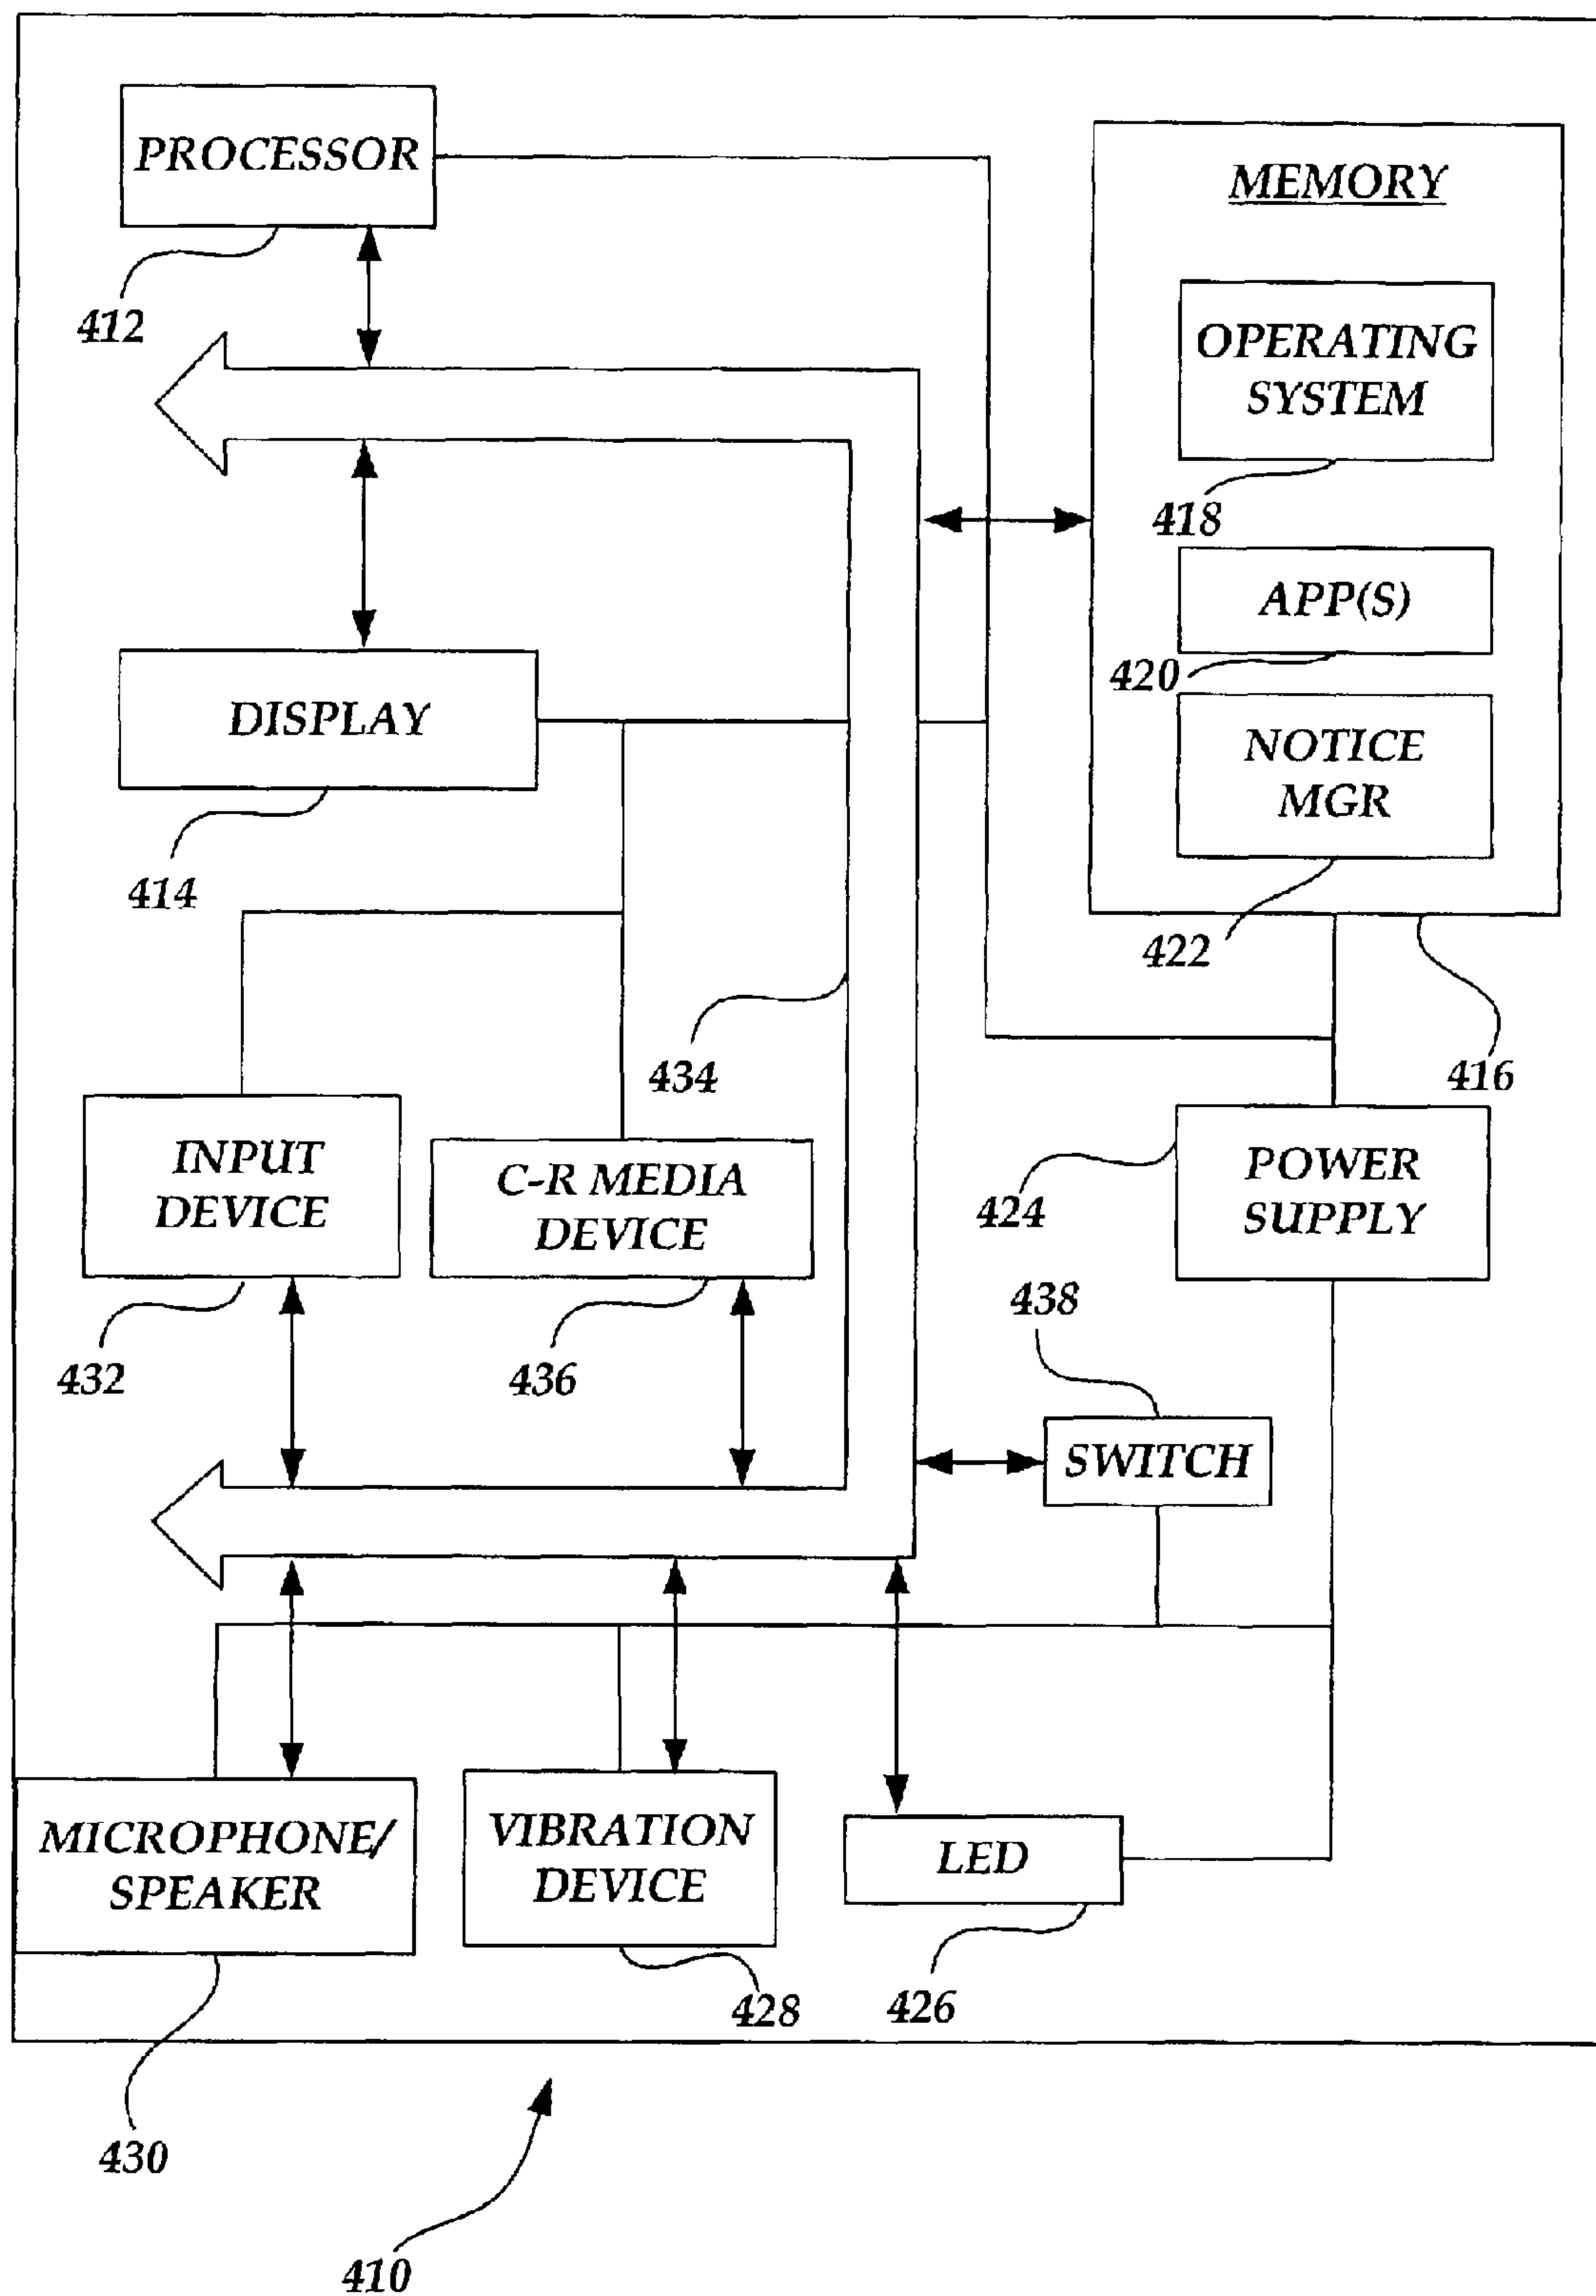 PROCESSOR
412
MEMORY
OPERATING
SYSTEM
418
APP(S)
420
NOTICE
MGR
422
416
DISPLAY
414
434
INPUT
DEVICE
432
C-R MEDIA
DEVICE
436
POWER
SUPPLY
424
438
SWITCH
MICROPHONE/
SPEAKER
430
VIBRATION
DEVICE
428
LED
426
410